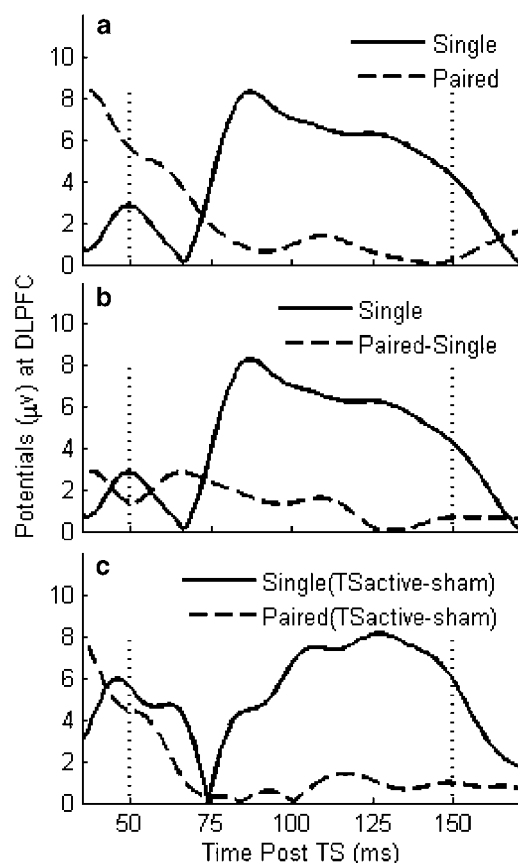 a
Single
Paired
10
8
6
4
2
0
b
Single
Paired-Single
10
8
6
4
2
0
c
Single(TSactive-sham)
Paired(TSactive-sham)
10
8
6
4
2
0
50 75 100 125 150
Time Post TS (ms)
Potentials (μv) at DLPFC